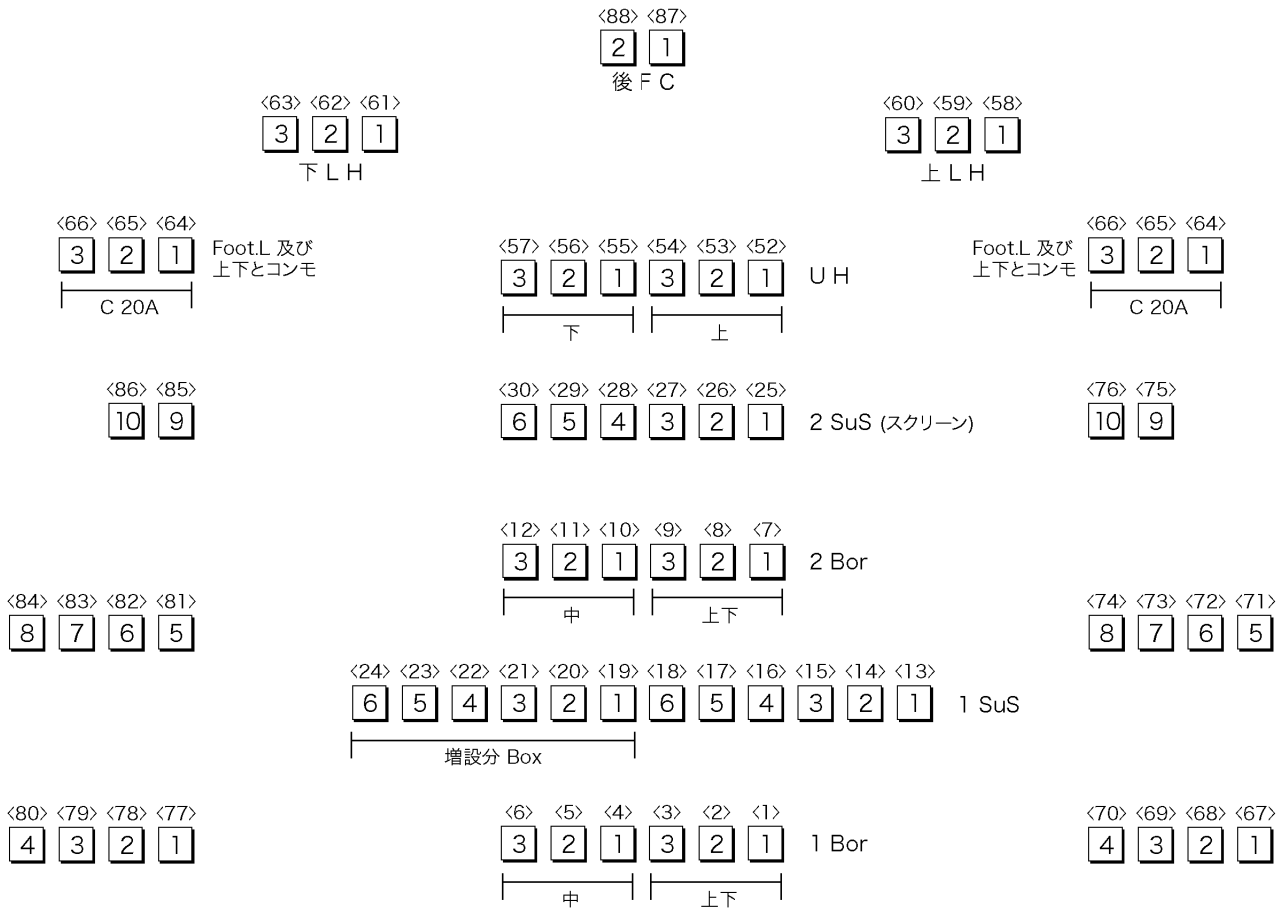 〈88〉 〈87〉
2 1
後 F C
〈63〉 〈62〉 〈61〉
3 2 1
下 L H
〈60〉 〈59〉 〈58〉
3 2 1
上 L H
〈66〉 〈65〉 〈64〉
3 2 1
Foot.L 及び
上下とコンモ
C 20A
〈57〉 〈56〉 〈55〉 〈54〉 〈53〉 〈52〉
3 2 1 3 2 1
U H
下 上
Foot.L 及び
上下とコンモ
〈66〉 〈65〉 〈64〉
3 2 1
C 20A
〈86〉 〈85〉
10 9
〈30〉 〈29〉 〈28〉 〈27〉 〈26〉 〈25〉
6 5 4 3 2 1
2 SuS (スクリーン)
〈76〉 〈75〉
10 9
〈12〉 〈11〉 〈10〉 〈9〉 〈8〉 〈7〉
3 2 1 3 2 1
2 Bor
中 上下
〈84〉 〈83〉 〈82〉 〈81〉
8 7 6 5
〈74〉 〈73〉 〈72〉 〈71〉
8 7 6 5
〈24〉 〈23〉 〈22〉 〈21〉 〈20〉 〈19〉 〈18〉 〈17〉 〈16〉 〈15〉 〈14〉 〈13〉
6 5 4 3 2 1 6 5 4 3 2 1
1 SuS
増設分 Box
〈80〉 〈79〉 〈78〉 〈77〉
4 3 2 1
〈6〉 〈5〉 〈4〉 〈3〉 〈2〉 〈1〉
3 2 1 3 2 1
1 Bor
中 上下
〈70〉 〈69〉 〈68〉 〈67〉
4 3 2 1